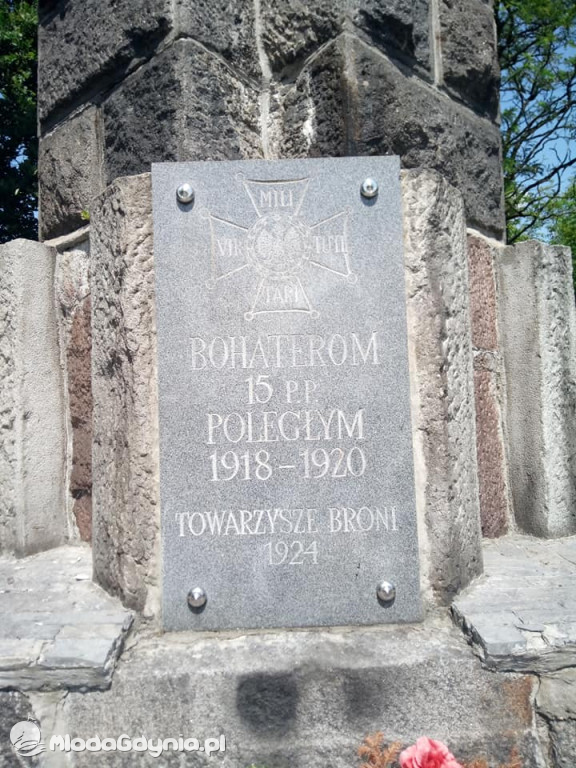 MILI
VIR TUTI
TARI
BOHATEROM
15 P.P.
POLEGŁYM
1918 – 1920
TOWARZYSZE BRONI
1924
MlodaGdynia.pl